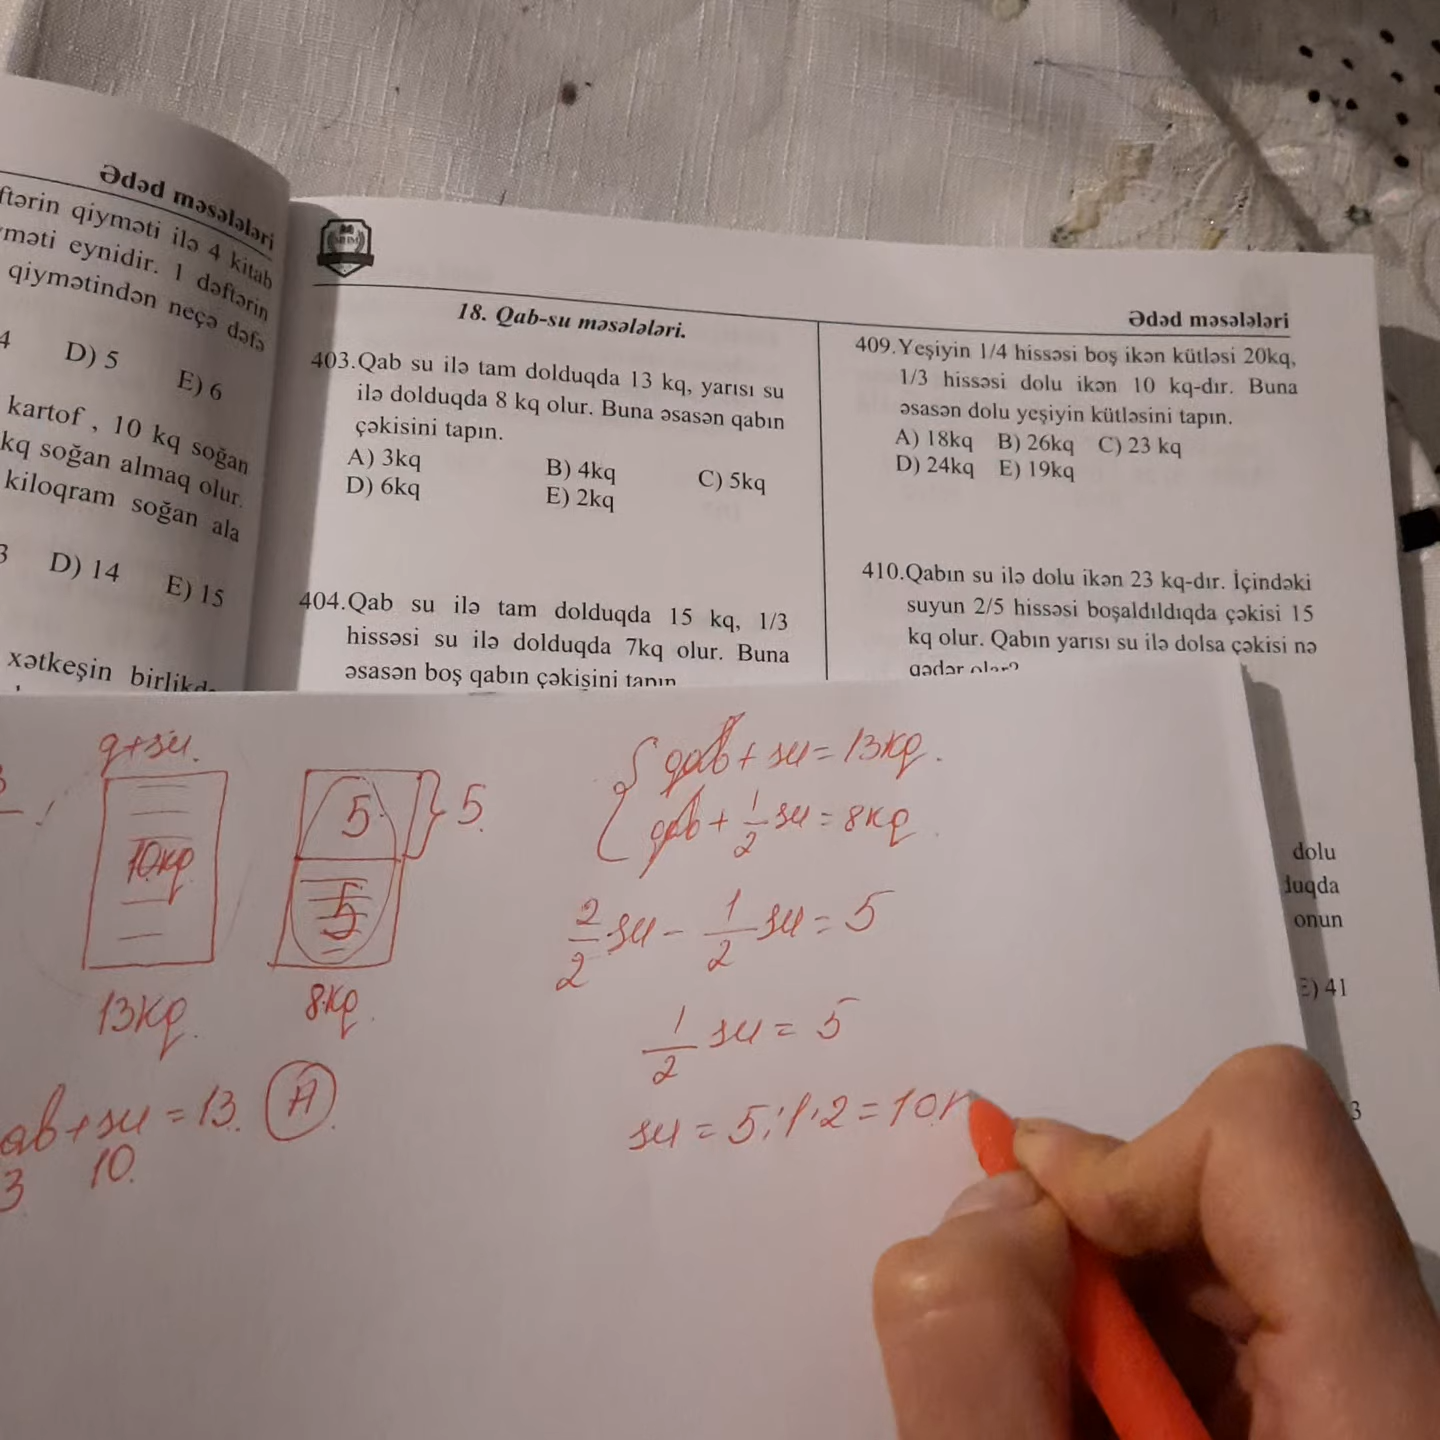 Ədəd məsələləri
ftərin qiyməti ilə 4 kitab
yməti eynidir. 1 dəftərin
qiymətindən neçə dəfə
4 D) 5 E) 6
kartof , 10 kq soğan
kq soğan almaq olur.
kiloqram soğan ala
3 D) 14 E) 15
xətkeşin birlikdə
18. Qab-su məsələləri.
403.Qab su ilə tam dolduqda 13 kq, yarısı su
ilə dolduqda 8 kq olur. Buna əsasən qabın
çəkisini tapın.
A) 3kq B) 4kq C) 5kq
D) 6kq E) 2kq
404.Qab su ilə tam dolduqda 15 kq, 1/3
hissəsi su ilə dolduqda 7kq olur. Buna
əsasən boş qabın çəkisini tapın
Ədəd məsələləri
409.Yeşiyin 1/4 hissəsi boş ikən kütləsi 20kq,
1/3 hissəsi dolu ikən 10 kq-dır. Buna
əsasən dolu yeşiyin kütləsini tapın.
A) 18kq B) 26kq C) 23 kq
D) 24kq E) 19kq
410.Qabın su ilə dolu ikən 23 kq-dır. İçindəki
suyun 2/5 hissəsi boşaldıldıqda çəkisi 15
kq olur. Qabın yarısı su ilə dolsa çəkisi nə
qədər olar?
dolu
duqda
onun
E) 41
3
q+su.
10kq
13kq.
5
5
5.
8kq.
ab+su=13. A
3 10.
qab+su=13kq.
qab+1/2 su=8kq
2/2 su - 1/2 su = 5
1/2 su = 5
su = 5:1·2=10k